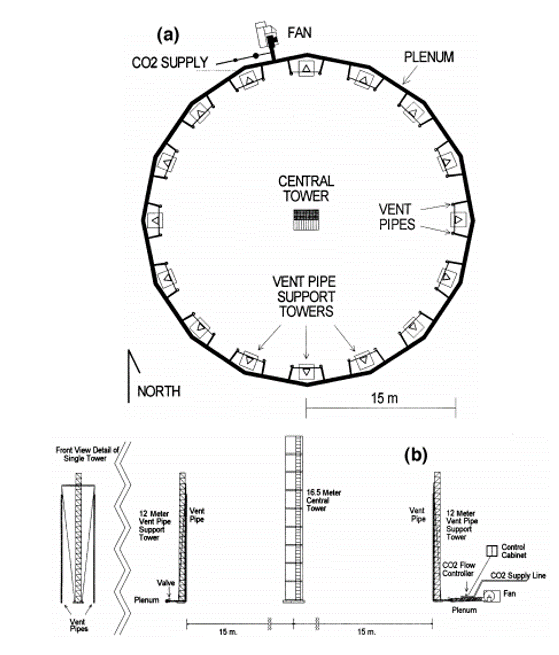 (a)
FAN
CO2 SUPPLY
PLENUM
CENTRAL
TOWER
VENT
PIPES
VENT PIPE
SUPPORT
TOWERS
NORTH
15 m
(b)
Front View Detail of
Single Tower
Vent
Pipes
12 Meter
Vent Pipe
Support
Tower
Vent
Pipe
Valve
Plenum
16.5 Meter
Central
Tower
Vent
Pipe
12 Meter
Vent Pipe
Support
Tower
Control
Cabinet
CO2 Flow
Controller
CO2 Supply Line
Fan
Plenum
15 m.
15 m.